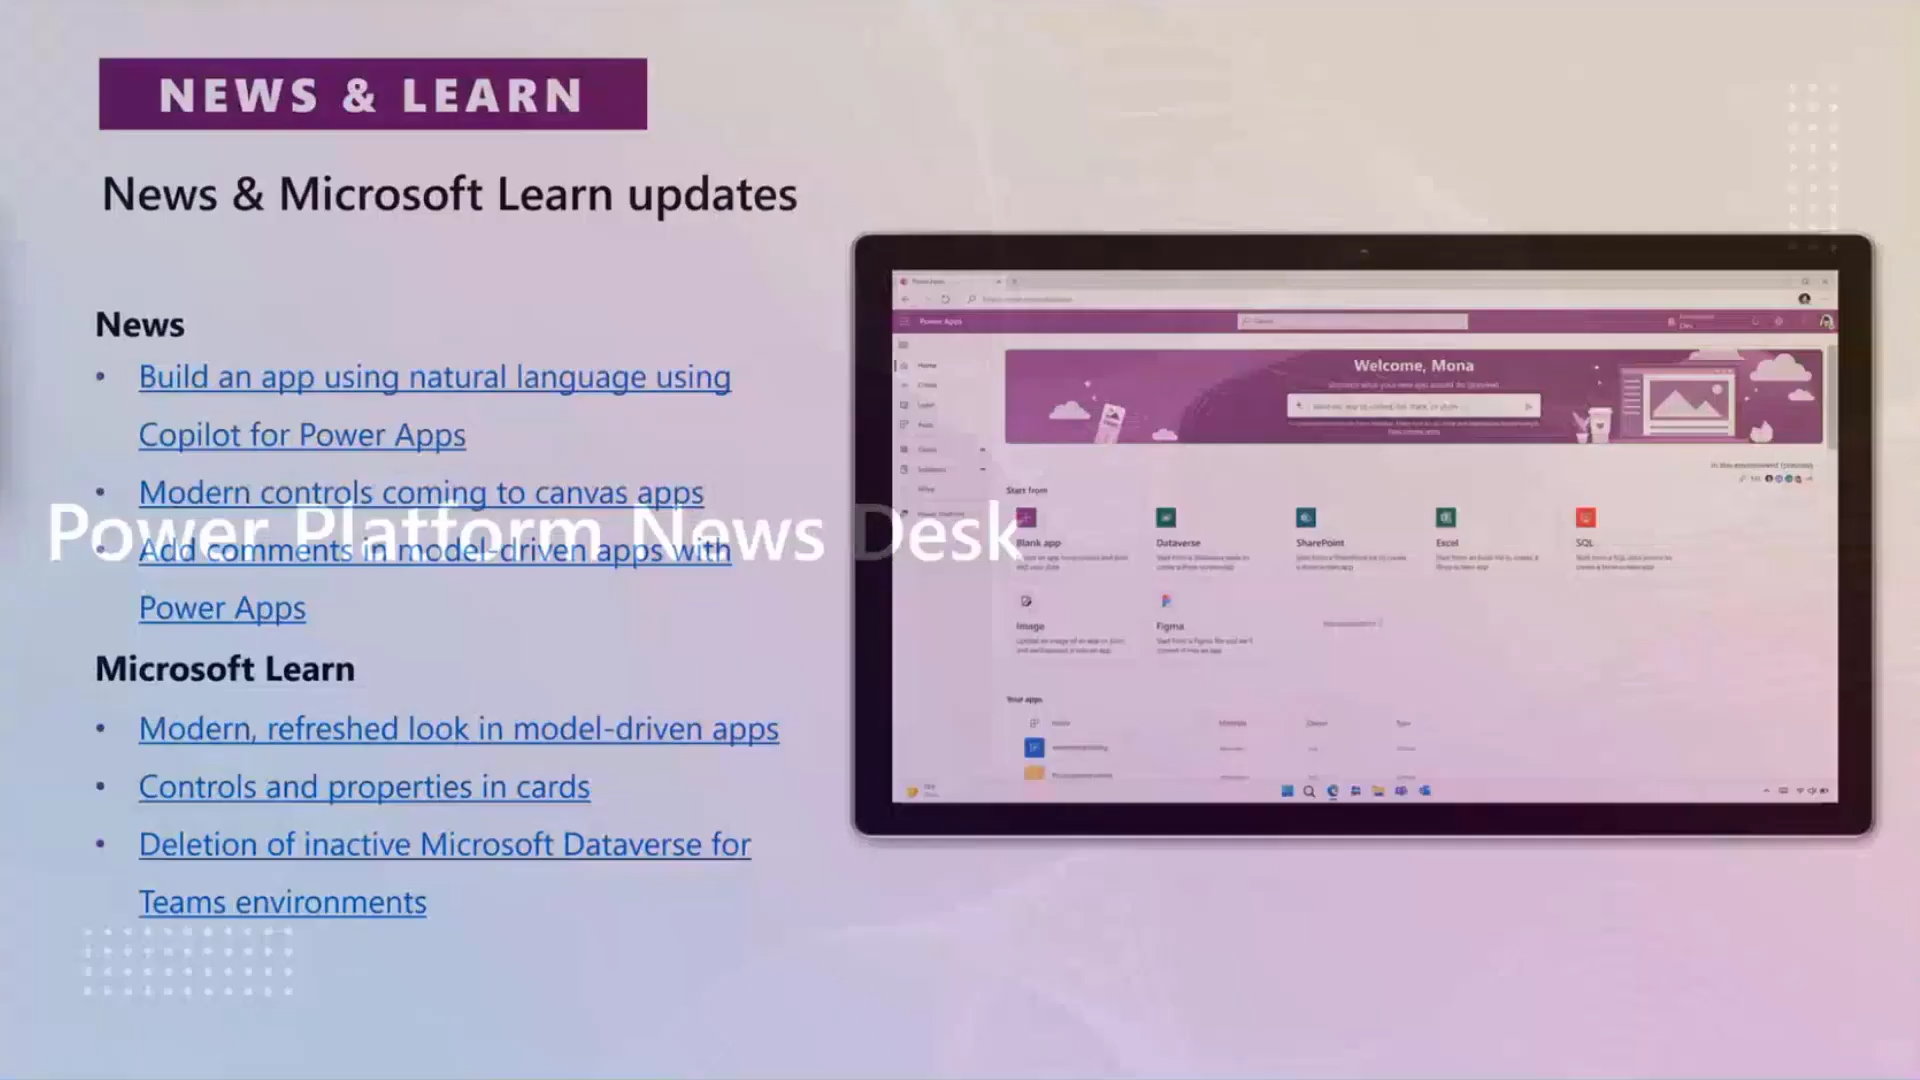 NEWS & LEARN
News & Microsoft Learn updates
News
• Build an app using natural language using
Copilot for Power Apps
• Modern controls coming to canvas apps
Power Platform News Desk
• Add comments in model-driven apps with
Power Apps
Microsoft Learn
• Modern, refreshed look in model-driven apps
• Controls and properties in cards
• Deletion of inactive Microsoft Dataverse for
Teams environments
Power Apps
Home
Welcome, Mona
Start from
Blank app
Dataverse
SharePoint
Excel
SQL
Image
Figma
Your apps